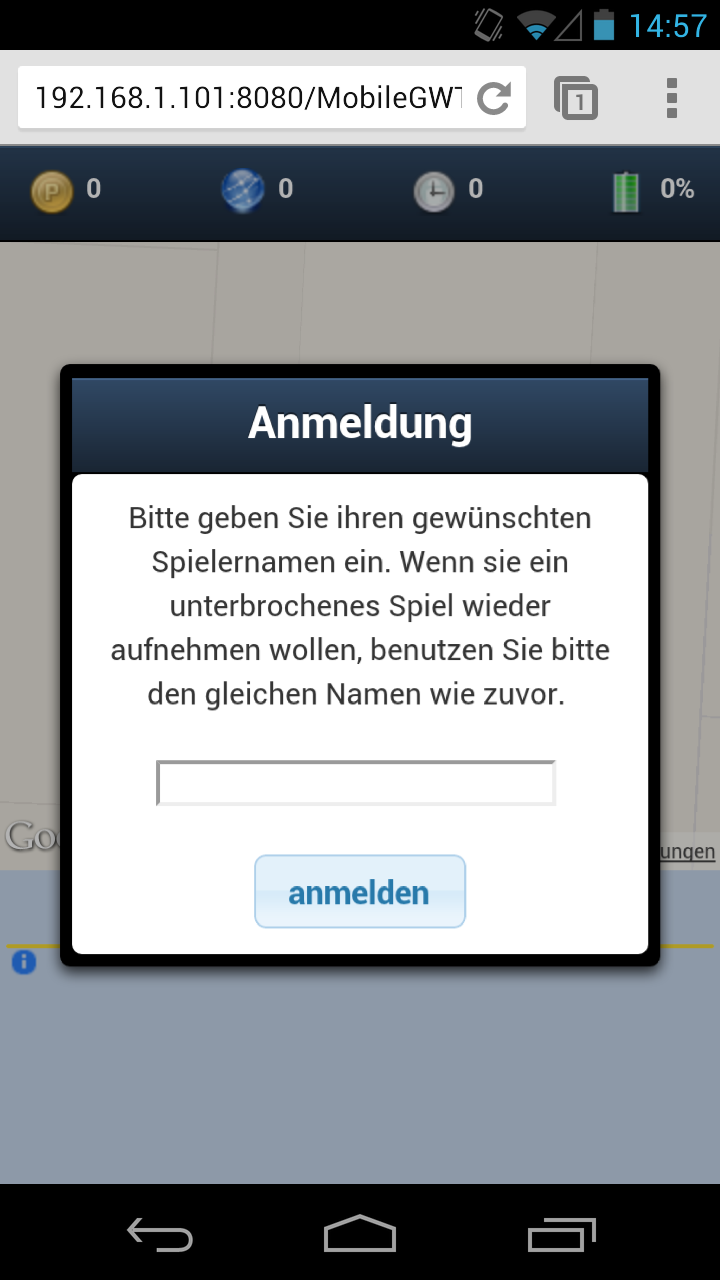 14:57
192.168.1.101:8080/MobileGWT
1
P 0 0 0 0%
Anmeldung
Bitte geben Sie ihren gewünschten
Spielernamen ein. Wenn sie ein
unterbrochenes Spiel wieder
aufnehmen wollen, benutzen Sie bitte
den gleichen Namen wie zuvor.
Goo
ungen
anmelden
i